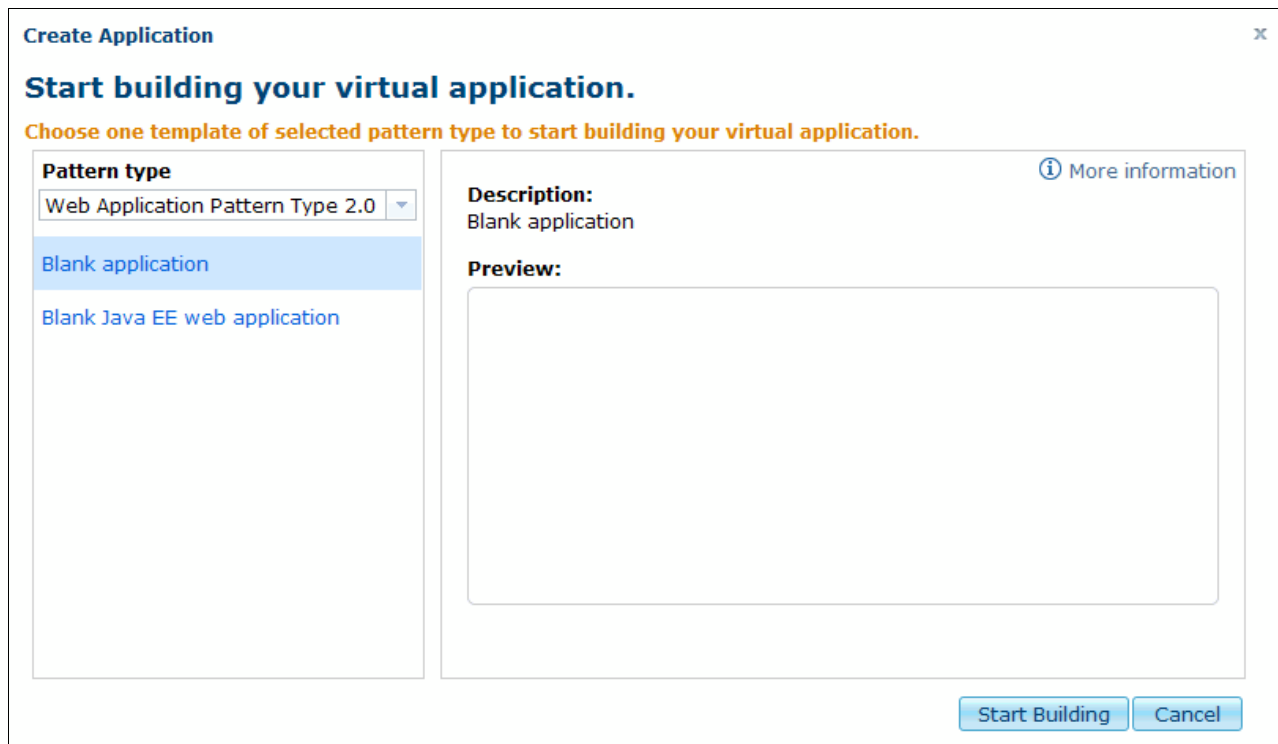 Create Application
x
Start building your virtual application.
Choose one template of selected pattern type to start building your virtual application.
Pattern type
Web Application Pattern Type 2.0
Blank application
Blank Java EE web application
More information
Description:
Blank application
Preview:
Start Building
Cancel